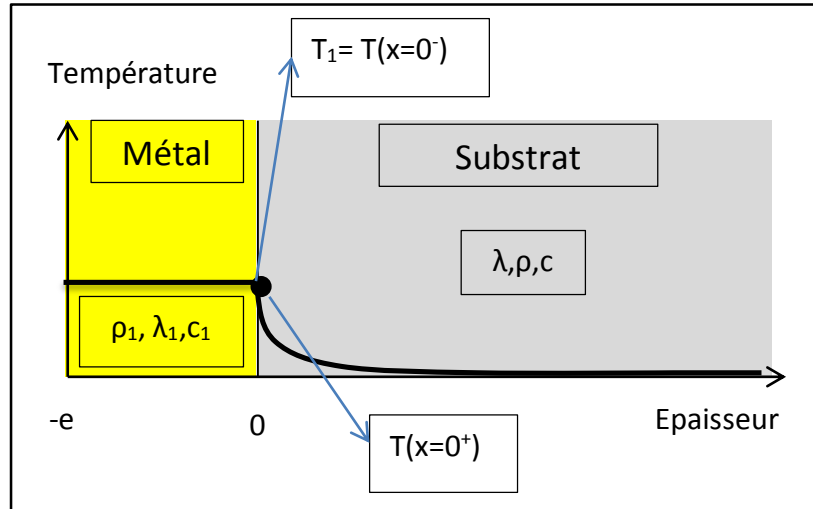 T₁= T(x=0⁻)
Température
Métal
Substrat
λ,ρ,c
ρ₁, λ₁,c₁
-e
0
Epaisseur
T(x=0⁺)